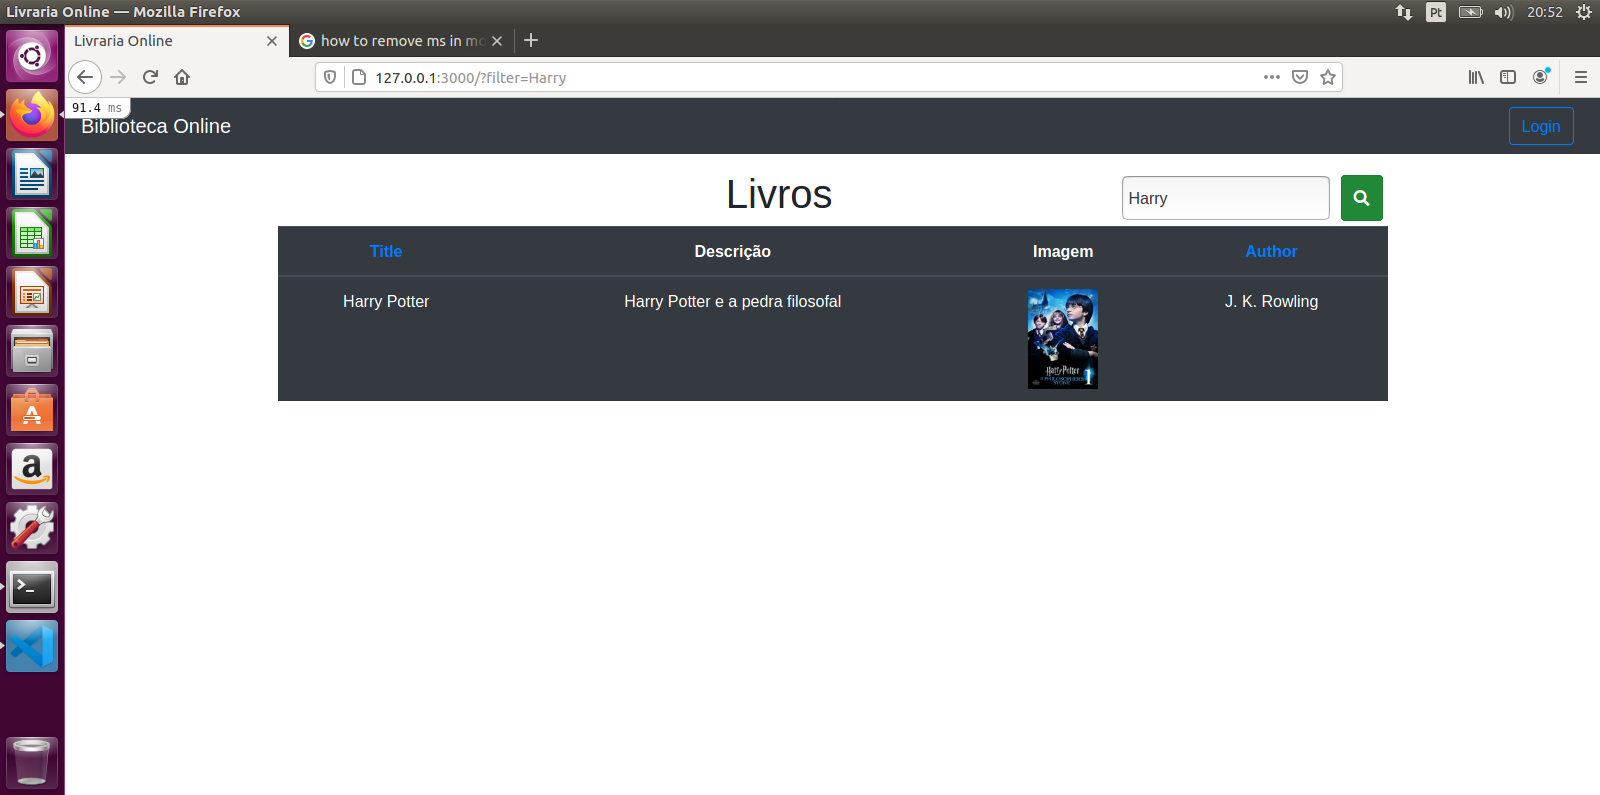 Livraria Online — Mozilla Firefox
Pt
20:52
Livraria Online
how to remove ms in mo
127.0.0.1:3000/?filter=Harry
91.4 ms
Biblioteca Online
Login
Livros
Harry
Title Descrição Imagem Author
Harry Potter Harry Potter e a pedra filosofal J. K. Rowling
Harry Potter
1